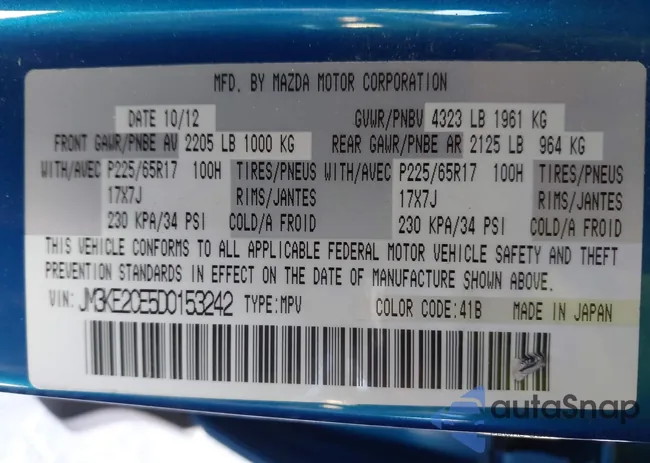 MFD. BY MAZDA MOTOR CORPORATION
DATE 10/12 GVWR/PNBV 4323 LB 1961 KG
FRONT GAWR/PNBE AV 2205 LB 1000 KG REAR GAWR/PNBE AR 2125 LB 964 KG
WITH/AVEC P225/65R17 100H TIRES/PNEUS WITH/AVEC P225/65R17 100H TIRES/PNEUS
17X7J RIMS/JANTES 17X7J RIMS/JANTES
230 KPA/34 PSI COLD/A FROID 230 KPA/34 PSI COLD/A FROID
THIS VEHICLE CONFORMS TO ALL APPLICABLE FEDERAL MOTOR VEHICLE SAFETY AND THEFT
PREVENTION STANDARDS IN EFFECT ON THE DATE OF MANUFACTURE SHOWN ABOVE.
VIN: JM3KE2CE5D0153242 TYPE:MPV COLOR CODE:41B MADE IN JAPAN
autoSnap